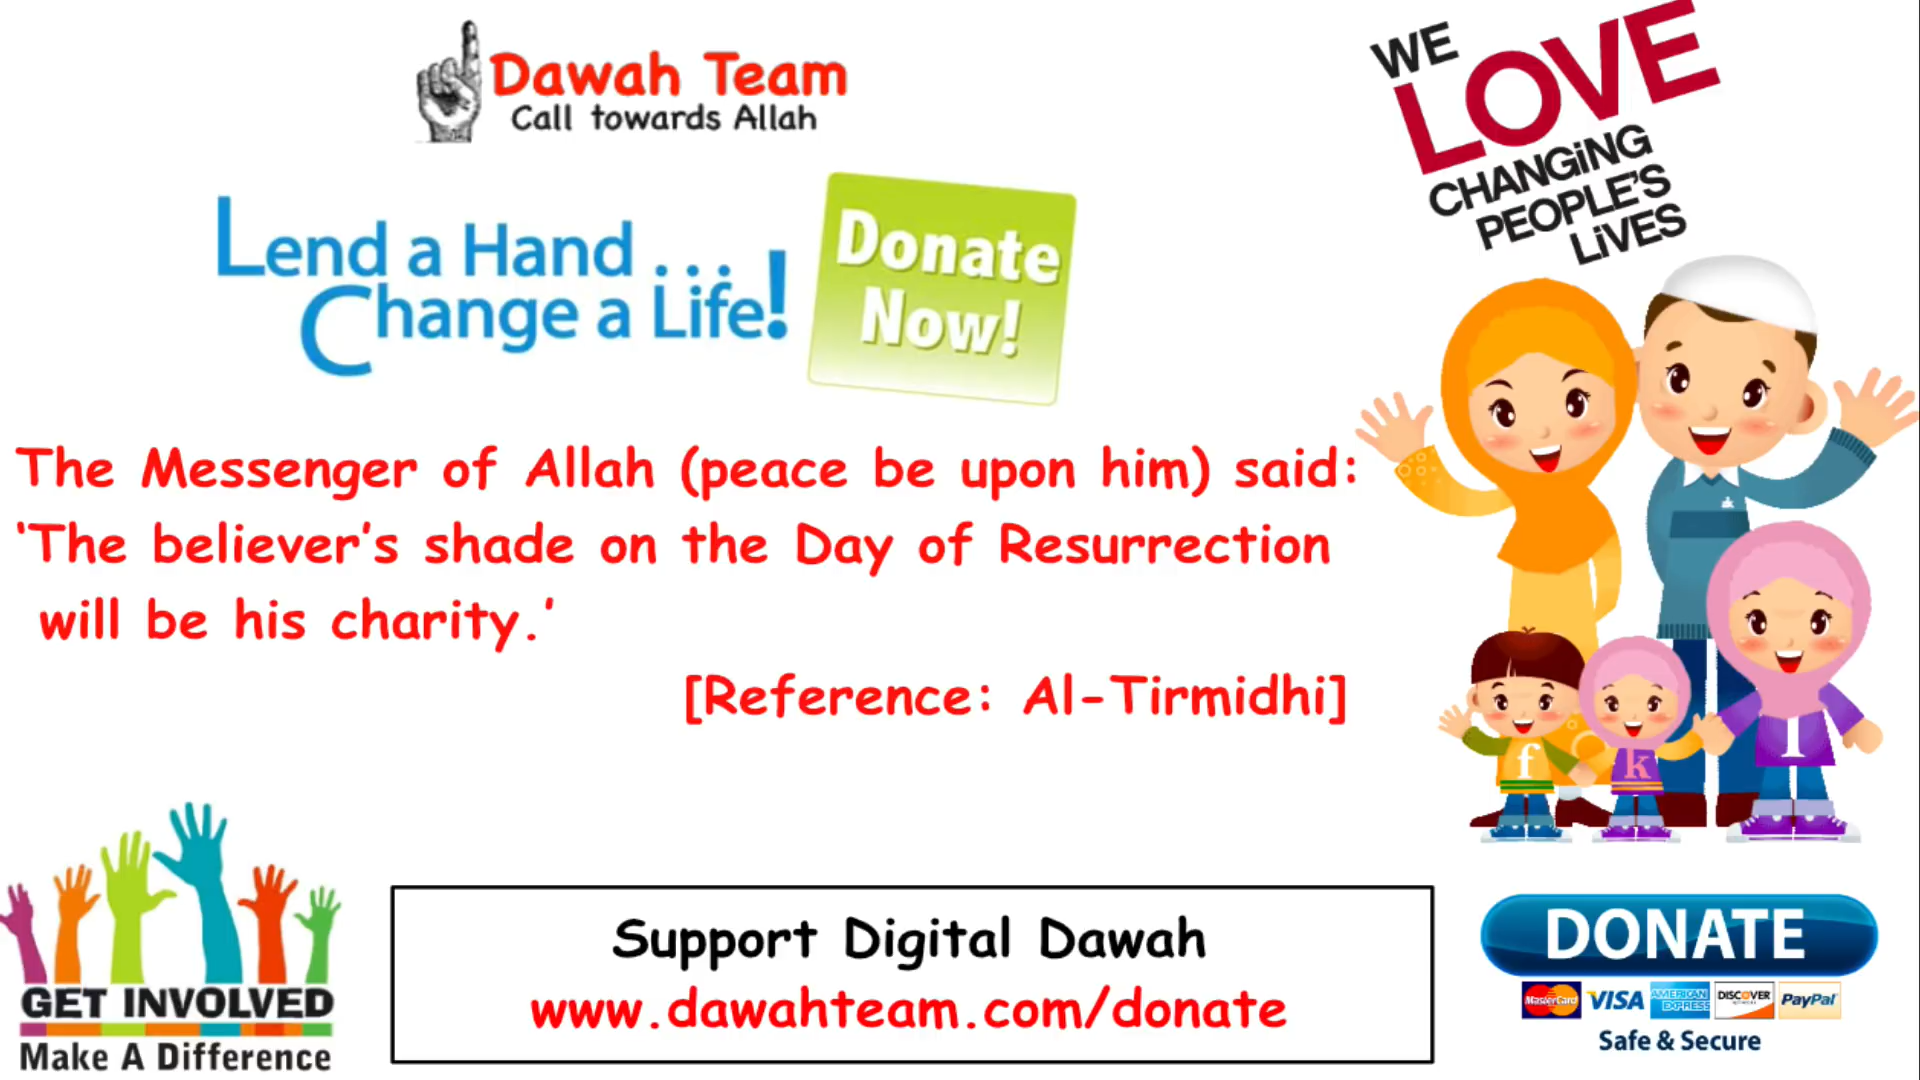 Dawah Team
Call towards Allah
WE
LOVE
CHANGiNG
PEOPLE'S
LiVES
Lend a Hand ...
Change a Life!
Donate
Now!
The Messenger of Allah (peace be upon him) said:
‘The believer’s shade on the Day of Resurrection
will be his charity.’
[Reference: Al-Tirmidhi]
f
k
l
GET INVOLVED
Make A Difference
Support Digital Dawah
www.dawahteam.com/donate
DONATE
MasterCard VISA AMERICAN EXPRESS DISCOVER PayPal
Safe & Secure